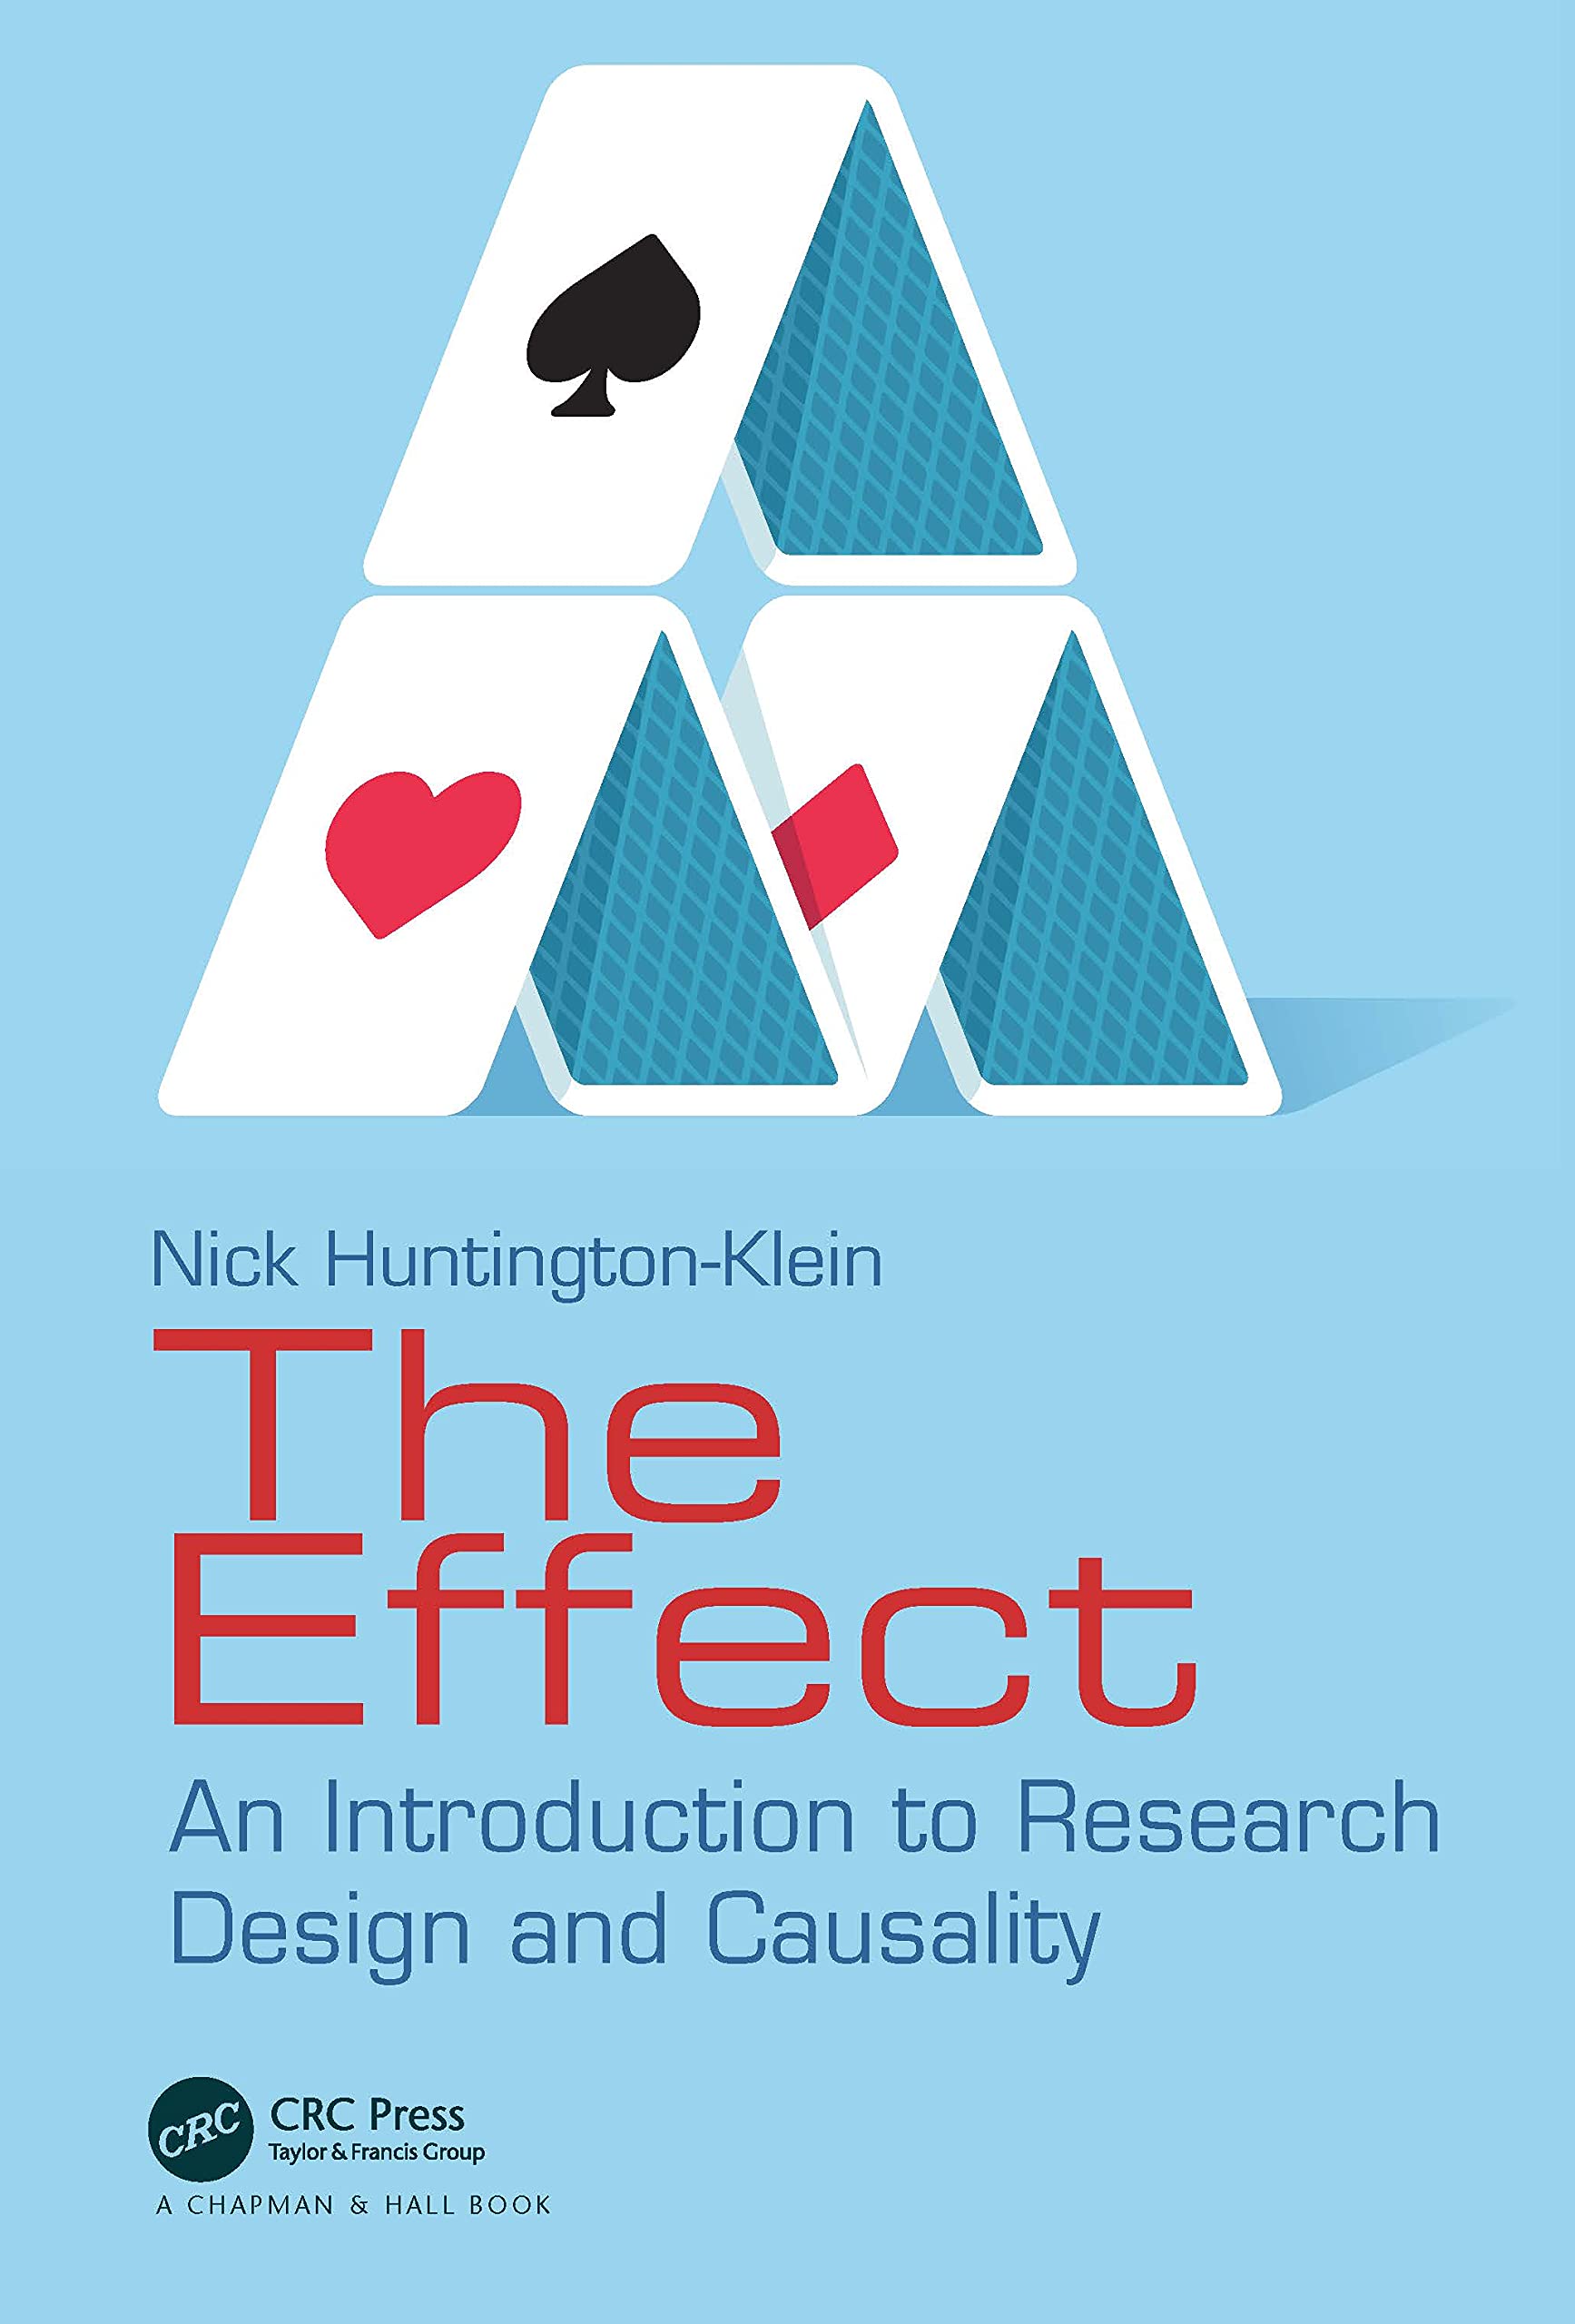 Nick Huntington-Klein
The
Effect
An Introduction to Research
Design and Causality
CRC
CRC Press
Taylor & Francis Group
A CHAPMAN & HALL BOOK